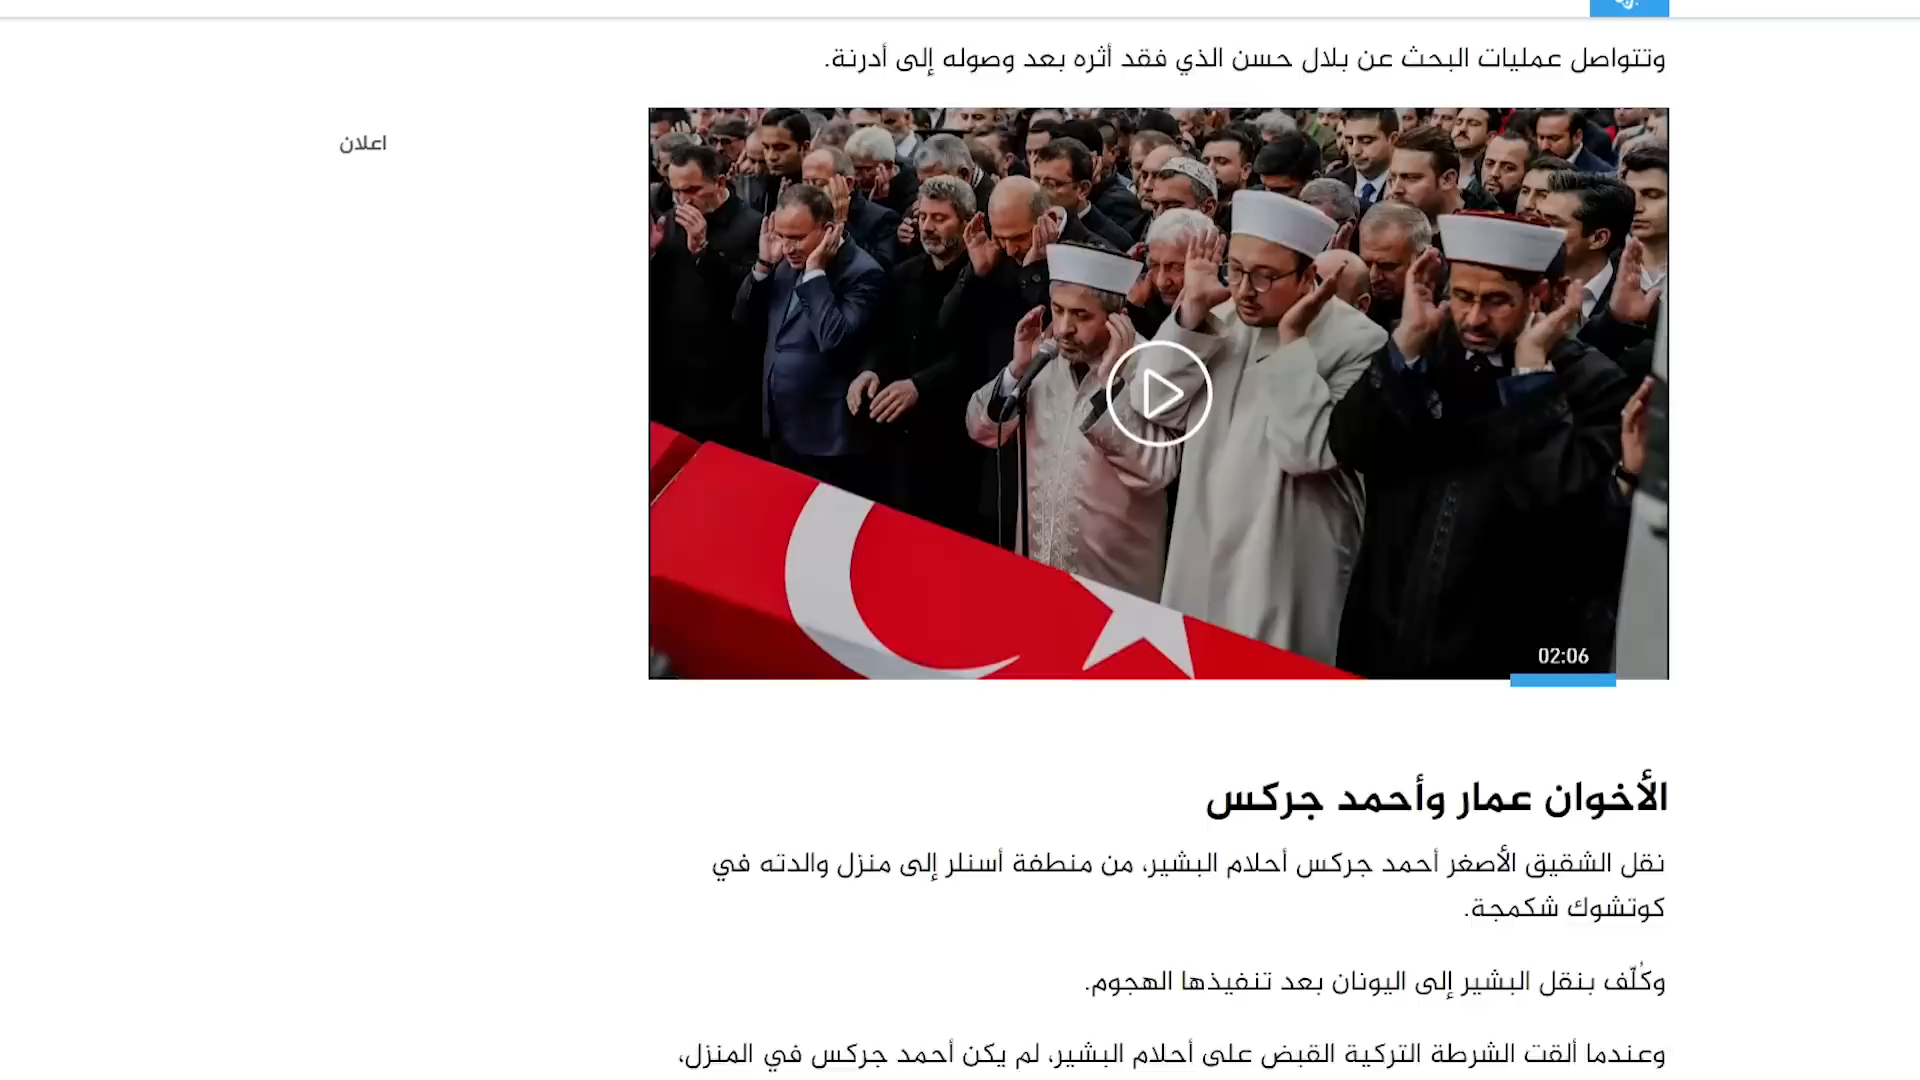 وتتواصل عمليات البحث عن بلال حسن الذي فقد أثره بعد وصوله إلى أدرنة.
اعلان
02:06
الأخوان عمار وأحمد جركس
نقل الشقيق الأصغر أحمد جركس أحلام البشير، من منطفة أسنلر إلى منزل والدته في
كوتشوك شكمجة.
وكُلّف بنقل البشير إلى اليونان بعد تنفيذها الهجوم.
وعندما ألقت الشرطة التركية القبض على أحلام البشير، لم يكن أحمد جركس في المنزل،